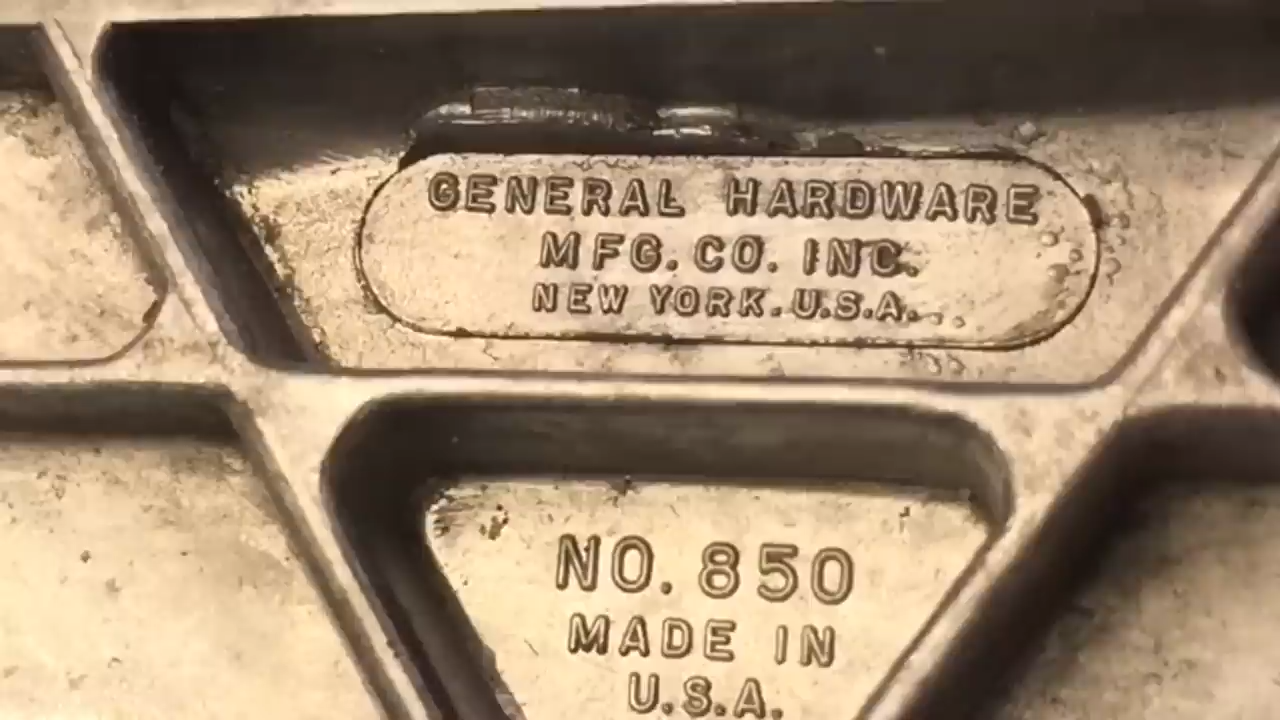 GENERAL HARDWARE
MFG. CO. INC.
NEW YORK. U.S.A.
NO. 850
MADE IN
U.S.A.